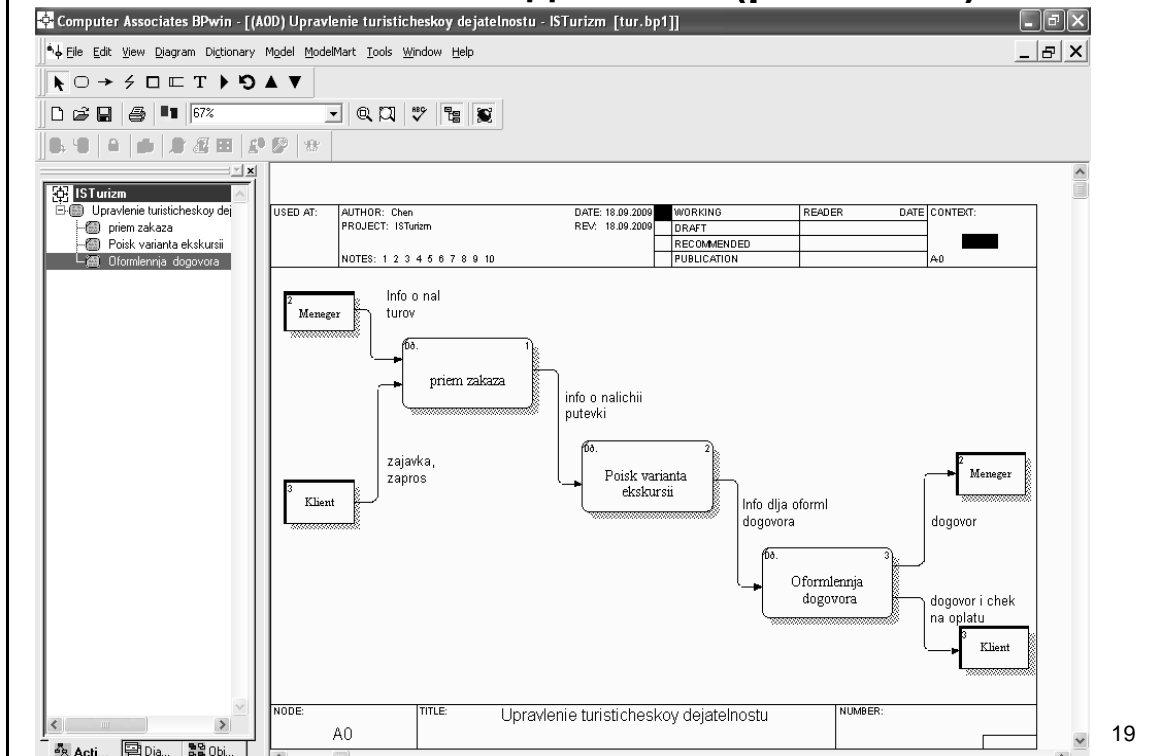 Computer Associates BPwin - [(A0D) Upravlenie turisticheskoy dejatelnostu - ISTurizm [tur.bp1]]
File Edit View Diagram Dictionary Model ModelMart Tools Window Help
67%
ISTurizm
Upravlenie turisticheskoy dej
priem zakaza
Poisk varianta ekskursii
Oformlennja dogovora
USED AT:
AUTHOR: Chen
DATE: 18.09.2009
WORKING
READER
DATE
CONTEXT:
PROJECT: ISTurizm
REV: 18.09.2009
DRAFT
RECOMMENDED
NOTES: 1 2 3 4 5 6 7 8 9 10
PUBLICATION
A-0
2
Meneger
Info o nal
turov
1
priem zakaza
info o nalichii
putevki
zajavka,
zapros
3
Klient
2
Poisk varianta
ekskursii
2
Meneger
Info dlja oforml
dogovora
dogovor
3
Oformlennja
dogovora
dogovor i chek
na oplatu
3
Klient
NODE:
A0
TITLE:
Upravlenie turisticheskoy dejatelnostu
NUMBER:
19
Acti...
Dia...
Obj...